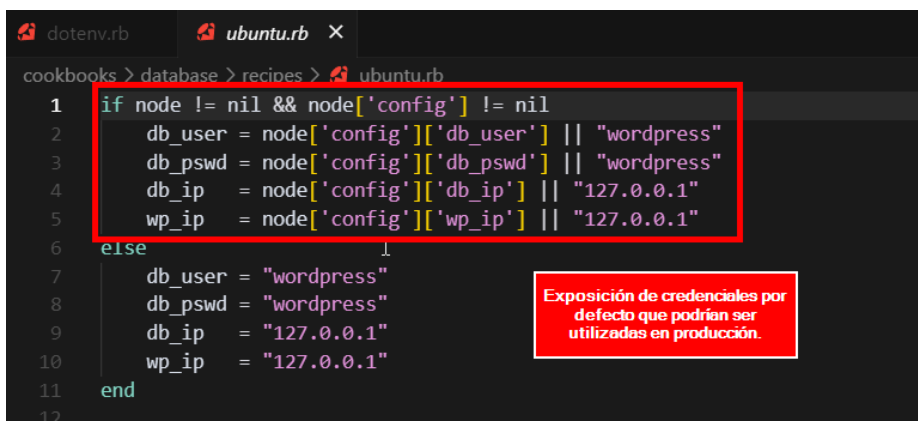 dotenv.rb ubuntu.rb ×
cookbooks > database > recipes > ubuntu.rb
1 if node != nil && node['config'] != nil
2 db_user = node['config']['db_user'] || "wordpress"
3 db_pswd = node['config']['db_pswd'] || "wordpress"
4 db_ip = node['config']['db_ip'] || "127.0.0.1"
5 wp_ip = node['config']['wp_ip'] || "127.0.0.1"
6 else
7 db_user = "wordpress"
8 db_pswd = "wordpress"
9 db_ip = "127.0.0.1"
10 wp_ip = "127.0.0.1"
11 end
12
Exposición de credenciales por
defecto que podrían ser
utilizadas en producción.